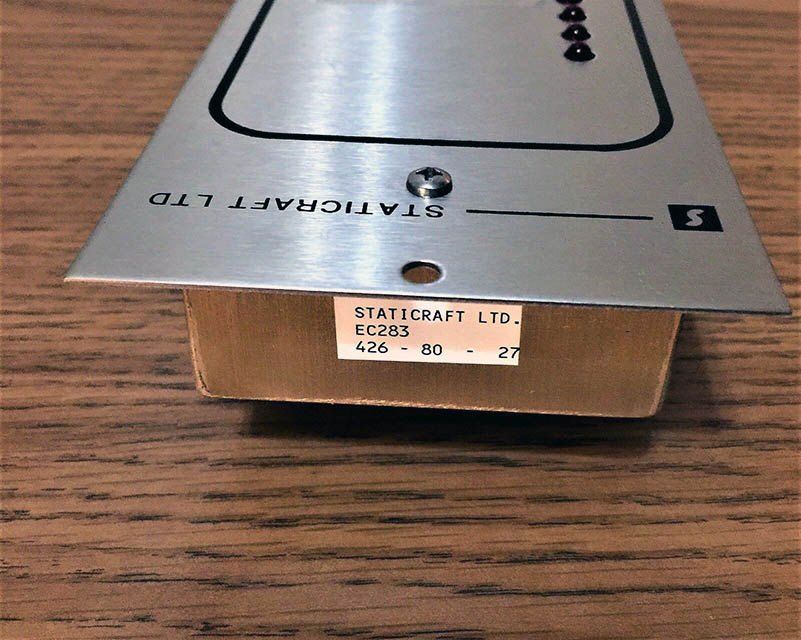 STATICRAFT LTD
S
STATICRAFT LTD.
EC283
426 - 80 - 27